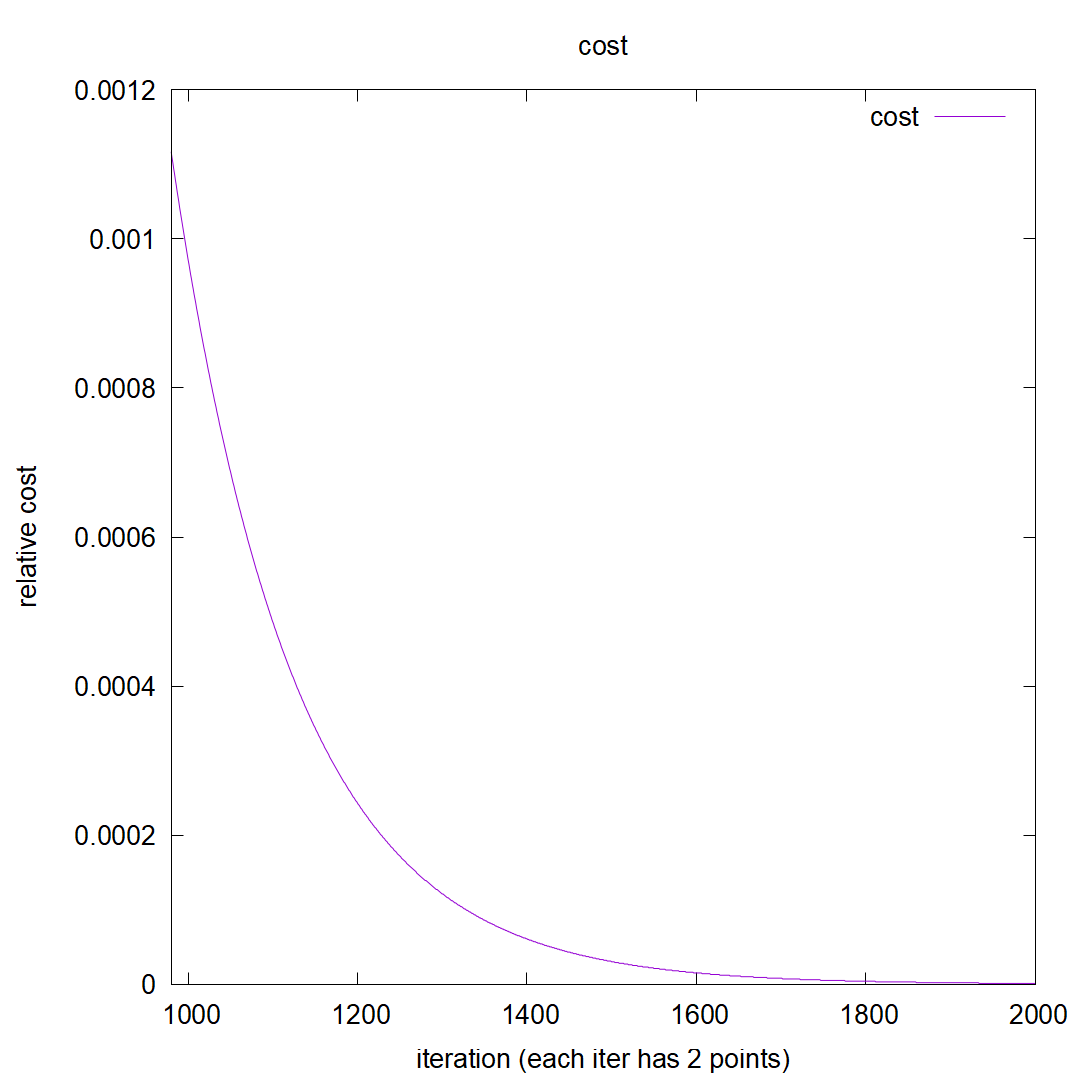 cost
0.0012
cost
0.001
0.0008
0.0006
0.0004
0.0002
0
relative cost
1000 1200 1400 1600 1800 2000
iteration (each iter has 2 points)